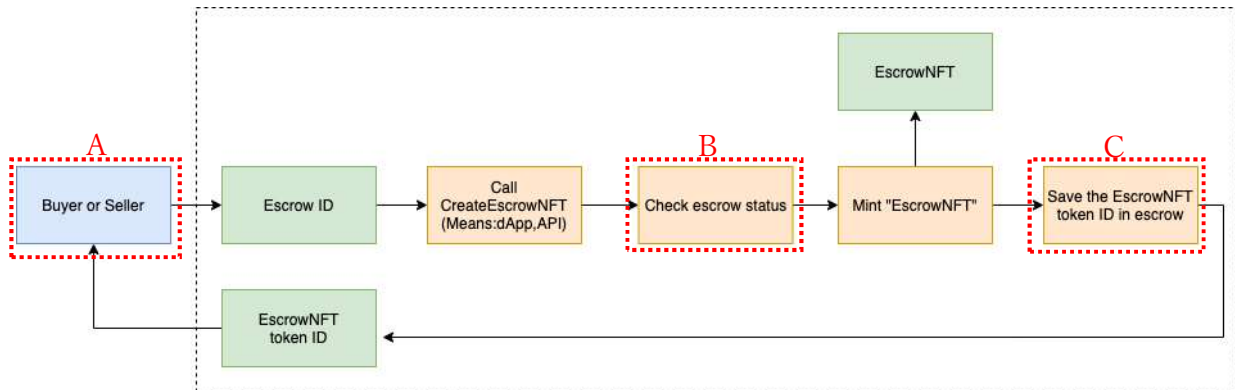 EscrowNFT
A
B
C
Buyer or Seller
Escrow ID
Call
CreateEscrowNFT
(Means:dApp,API)
Check escrow status
Mint "EscrowNFT"
Save the EscrowNFT
token ID in escrow
EscrowNFT
token ID